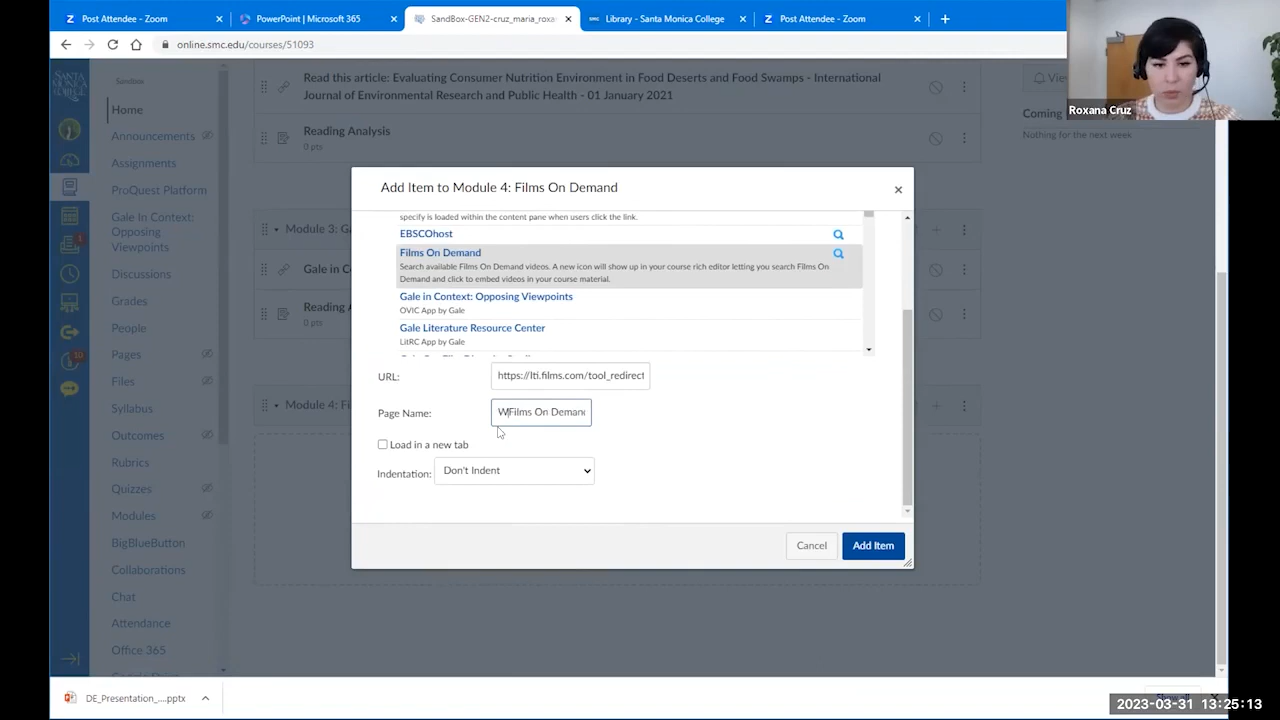 Post Attendee - Zoom
PowerPoint | Microsoft 365
SandBox-GEN2-cruz_maria_roxa
Library - Santa Monica College
Post Attendee - Zoom
online.smc.edu/courses/51093
Roxana Cruz
SANTA MONICA COLLEGE
Sandbox
Home
Announcements
Assignments
ProQuest Platform
Gale In Context:
Opposing
Viewpoints
Discussions
Grades
People
Pages
Files
Syllabus
Outcomes
Rubrics
Quizzes
Modules
BigBlueButton
Collaborations
Chat
Attendance
Office 365
1
10
Read this article: Evaluating Consumer Nutrition Environment in Food Deserts and Food Swamps - International
Journal of Environmental Research and Public Health - 01 January 2021
Reading Analysis
0 pts
Module 3: Ga
Gale in C
Reading A
0 pts
Module 4: Fi
Coming
Nothing for the next week
Add Item to Module 4: Films On Demand
specify is loaded within the content pane when users click the link.
EBSCOhost
Films On Demand
Search available Films On Demand videos. A new icon will show up in your course rich editor letting you search Films On
Demand and click to embed videos in your course material.
Gale in Context: Opposing Viewpoints
OVIC App by Gale
Gale Literature Resource Center
LitRC App by Gale
URL:
https://lti.films.com/tool_redirect
Page Name:
WFilms On Demand
Load in a new tab
Indentation:
Don't Indent
Cancel
Add Item
DE_Presentation_....pptx
2023-03-31 13:25:13